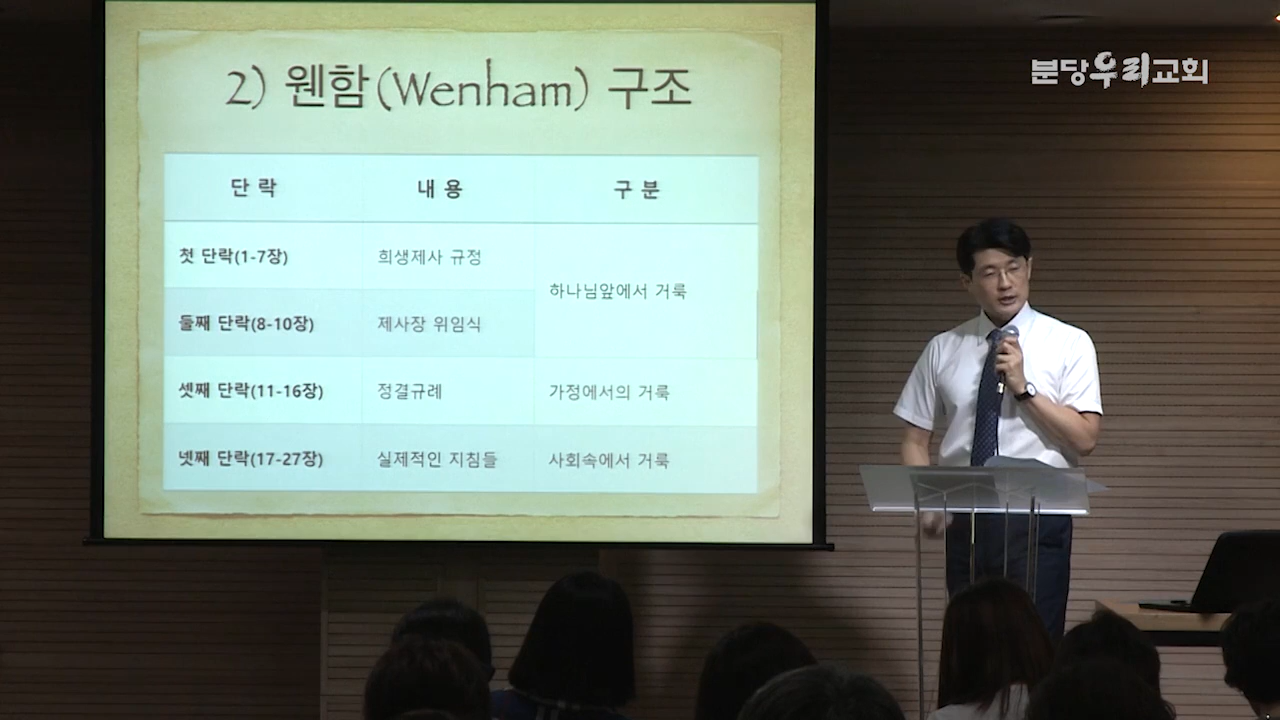 분당우리교회
2) 웬함(Wenham) 구조
단 락 내 용 구 분
첫 단락(1-7장) 희생제사 규정
하나님앞에서 거룩
둘째 단락(8-10장) 제사장 위임식
셋째 단락(11-16장) 정결규례 가정에서의 거룩
넷째 단락(17-27장) 실제적인 지침들 사회속에서 거룩